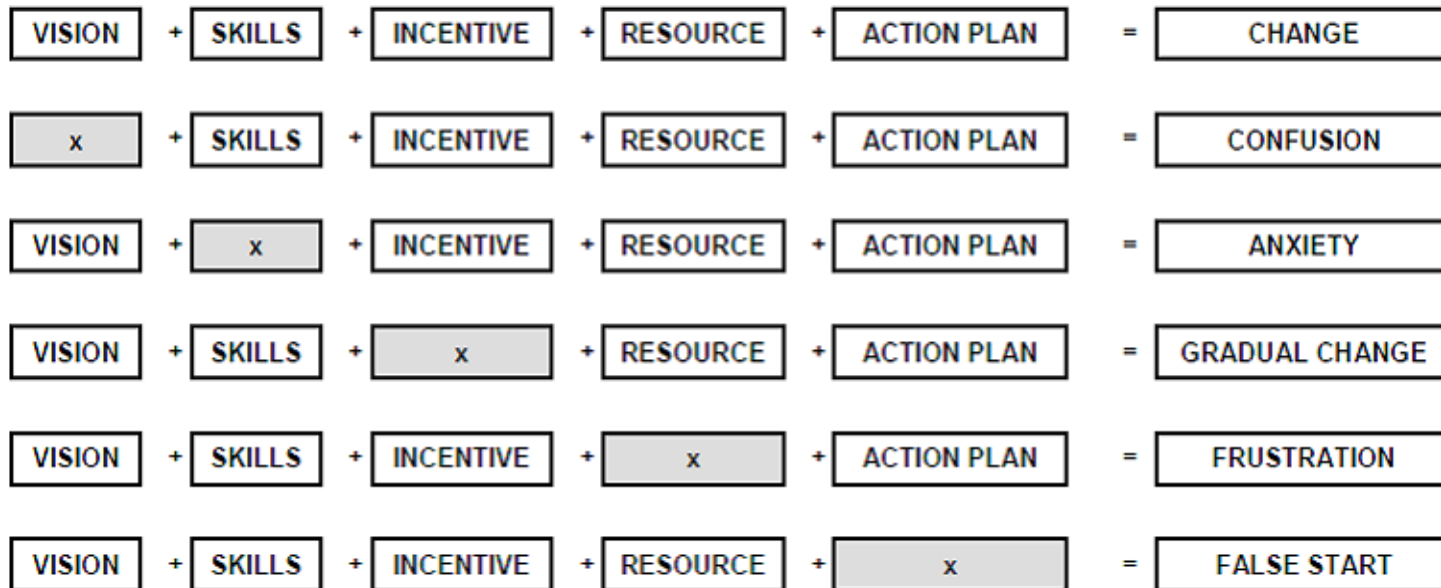 VISION + SKILLS + INCENTIVE + RESOURCE + ACTION PLAN = CHANGE
x + SKILLS + INCENTIVE + RESOURCE + ACTION PLAN = CONFUSION
VISION + x + INCENTIVE + RESOURCE + ACTION PLAN = ANXIETY
VISION + SKILLS + x + RESOURCE + ACTION PLAN = GRADUAL CHANGE
VISION + SKILLS + INCENTIVE + x + ACTION PLAN = FRUSTRATION
VISION + SKILLS + INCENTIVE + RESOURCE + x = FALSE START